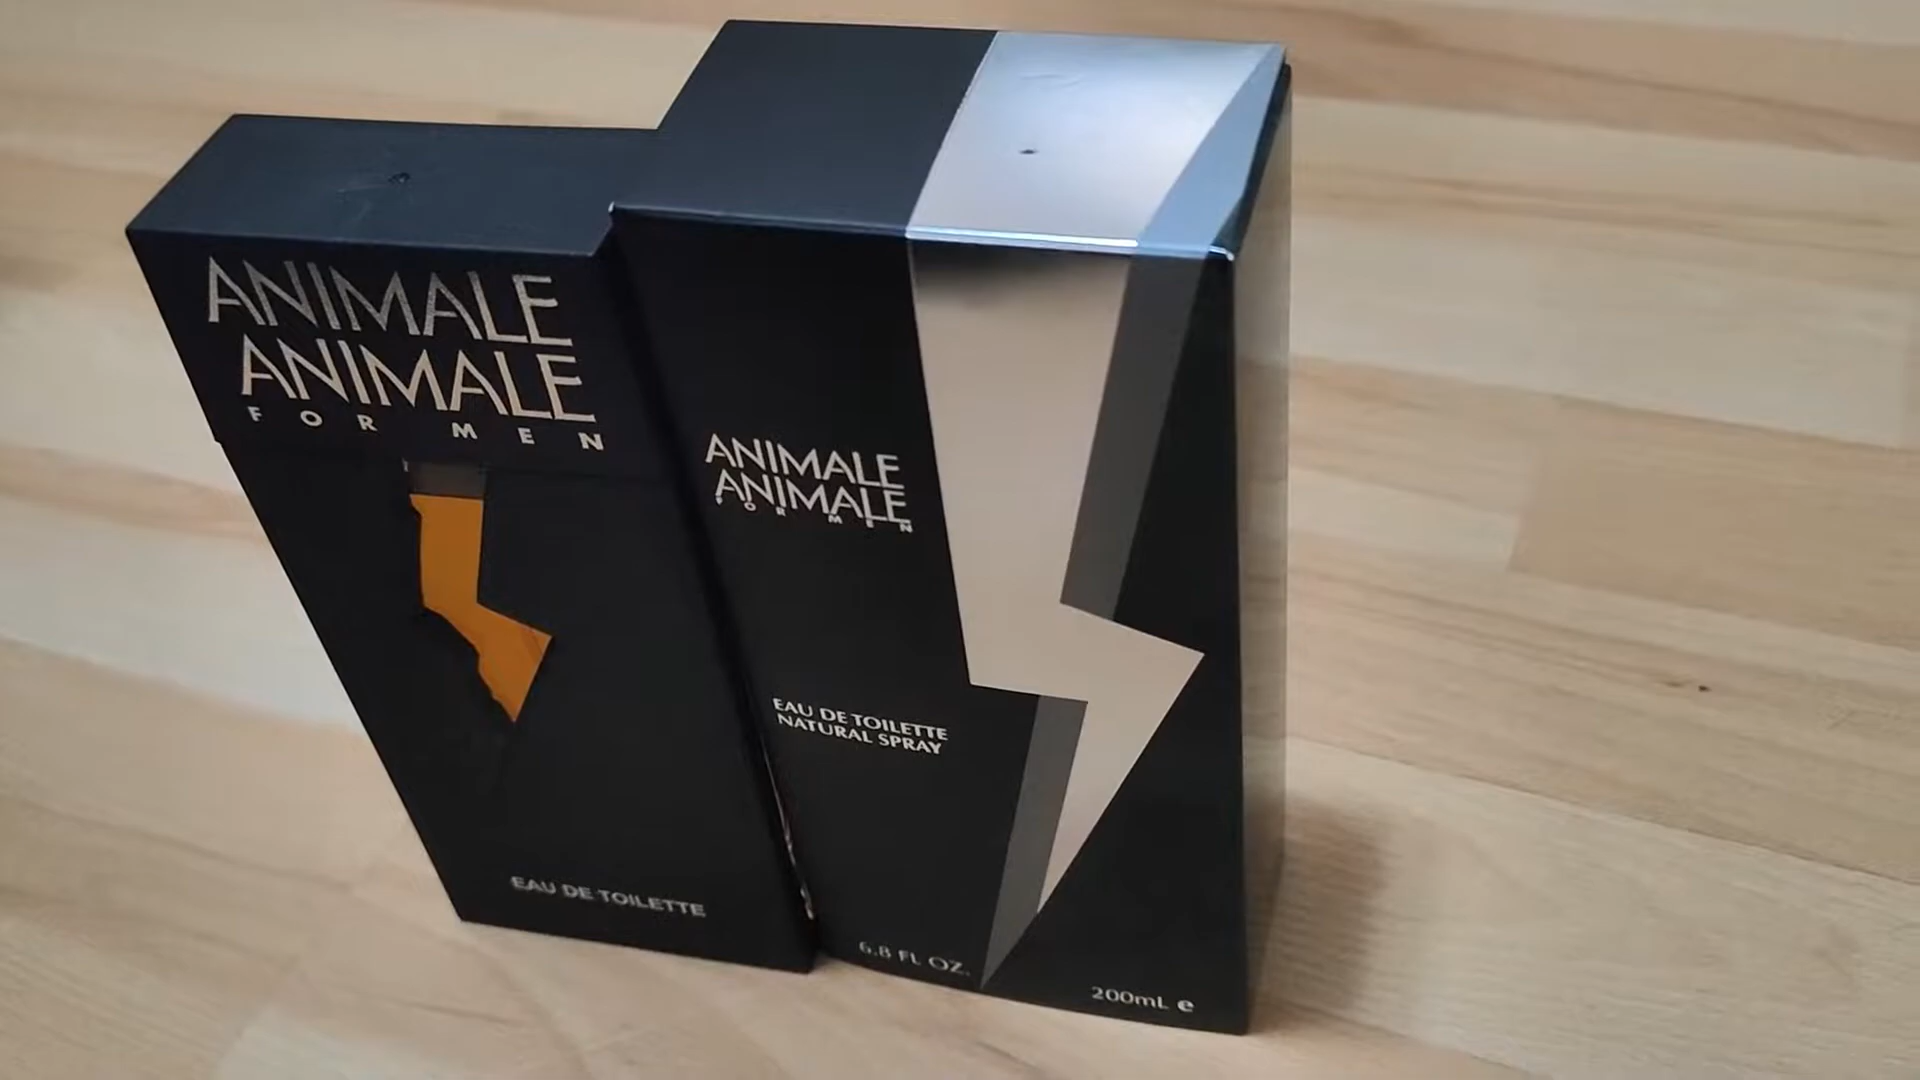 ANIMALE
ANIMALE
FOR MEN
EAU DE TOILETTE
ANIMALE
ANIMALE
FOR MEN
EAU DE TOILETTE
NATURAL SPRAY
6.8 FL OZ.
200mL e